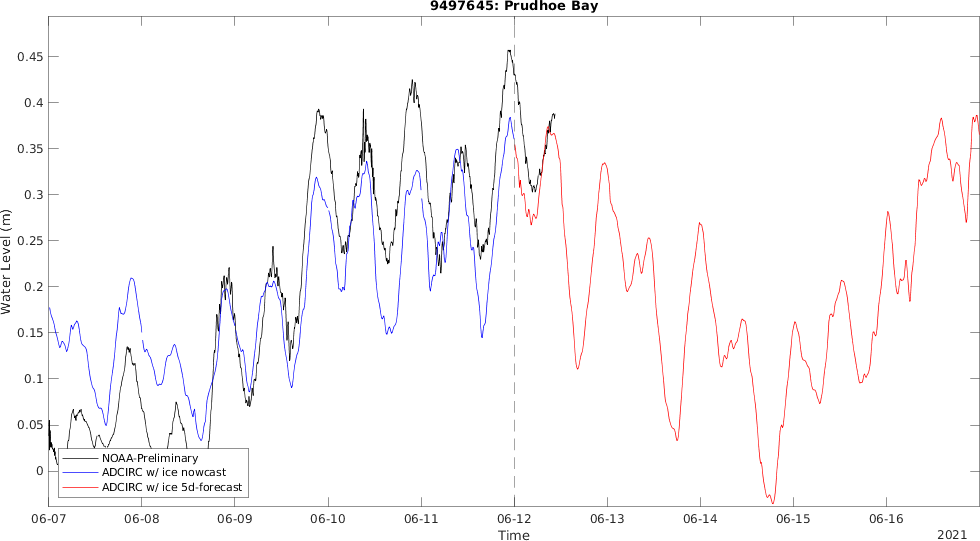 9497645: Prudhoe Bay
Water Level (m)
0.45
0.4
0.35
0.3
0.25
0.2
0.15
0.1
0.05
0
NOAA-Preliminary
ADCIRC w/ ice nowcast
ADCIRC w/ ice 5d-forecast
06-07 06-08 06-09 06-10 06-11 06-12 06-13 06-14 06-15 06-16
Time
2021